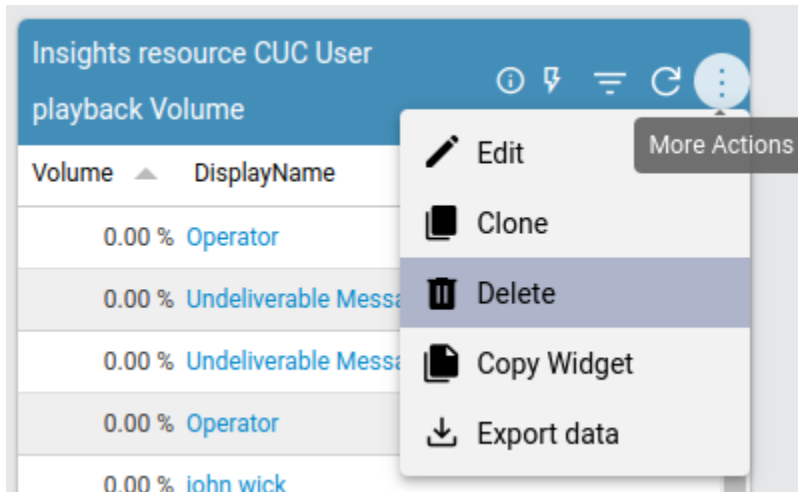 Insights resource CUC User
playback Volume
More Actions
Volume DisplayName
Edit
Clone
Delete
Copy Widget
Export data
0.00 % Operator
0.00 % Undeliverable Messa
0.00 % Undeliverable Messa
0.00 % Operator
0.00 % john wick